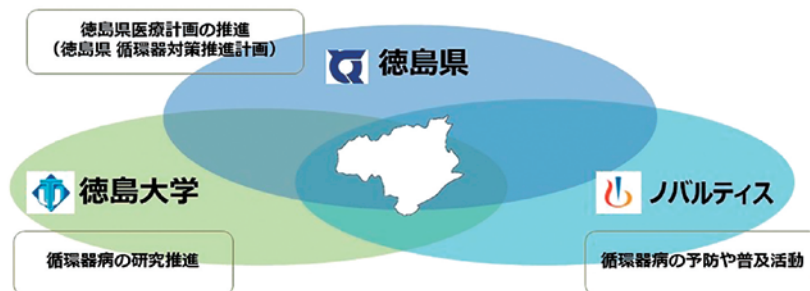 徳島県医療計画の推進
（徳島県 循環器対策推進計画）
徳島県
徳島大学
ノバルティス
循環器病の研究推進
循環器病の予防や普及活動